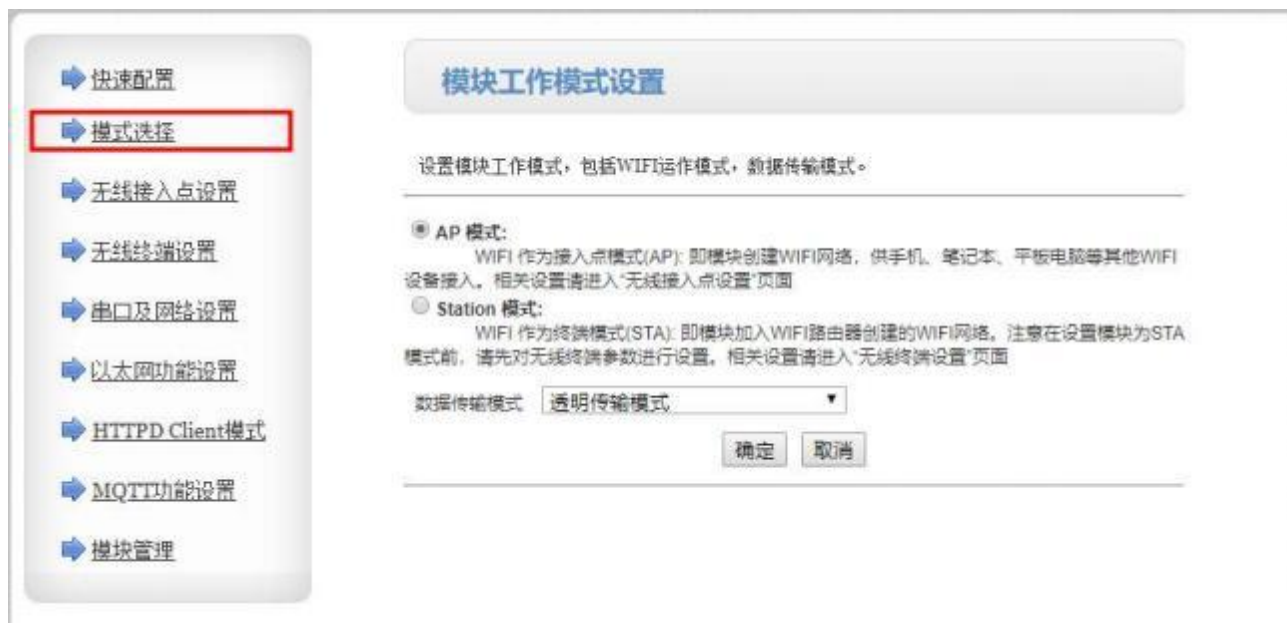 快速配置
模式选择
无线接入点设置
无线终端设置
串口及网络设置
以太网功能设置
HTTPD Client模式
MQTT功能设置
模块管理
模块工作模式设置
设置模块工作模式，包括WIFI运作模式，数据传输模式。
AP 模式:
WIFI 作为接入点模式(AP): 即模块创建WIFI网络，供手机、笔记本、平板电脑等其他WIFI
设备接入。相关设置请进入“无线接入点设置”页面
Station 模式:
WIFI 作为终端模式(STA): 即模块加入WIFI路由器创建的WIFI网络。注意在设置模块为STA
模式前，请先对无线终端参数进行设置。相关设置请进入“无线终端设置”页面
数据传输模式 透明传输模式
确定 取消